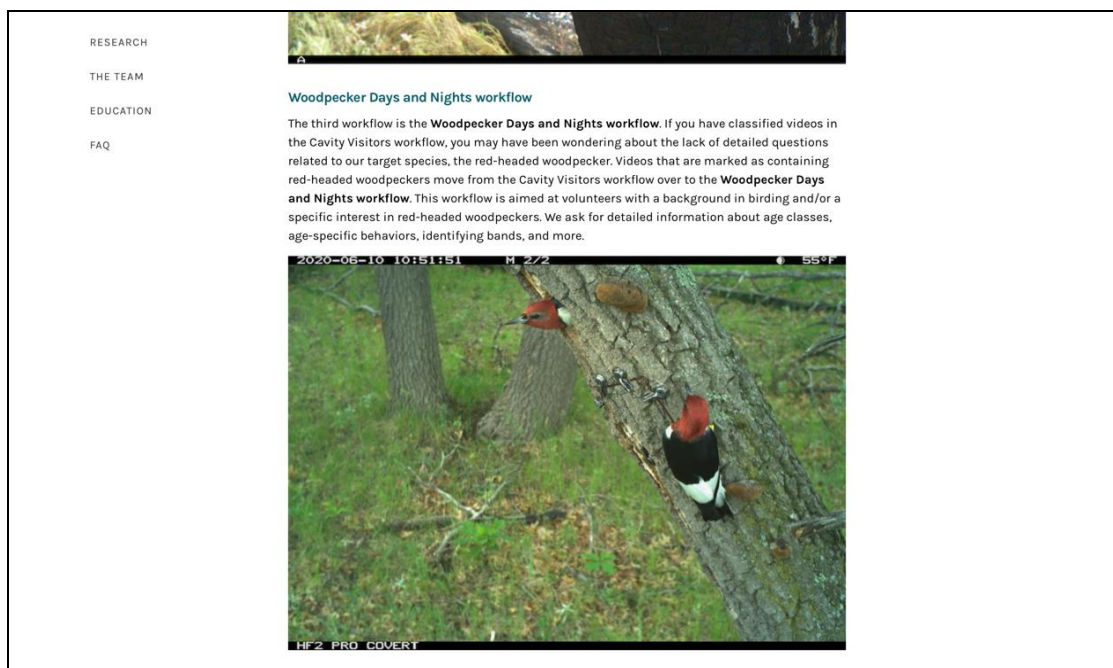 RESEARCH
THE TEAM
EDUCATION
FAQ
A
Woodpecker Days and Nights workflow
The third workflow is the Woodpecker Days and Nights workflow. If you have classified videos in
the Cavity Visitors workflow, you may have been wondering about the lack of detailed questions
related to our target species, the red-headed woodpecker. Videos that are marked as containing
red-headed woodpeckers move from the Cavity Visitors workflow over to the Woodpecker Days
and Nights workflow. This workflow is aimed at volunteers with a background in birding and/or a
specific interest in red-headed woodpeckers. We ask for detailed information about age classes,
age-specific behaviors, identifying bands, and more.
2020-06-10 10:51:51 M 2/2 55°F
HF2 PRO COVERT